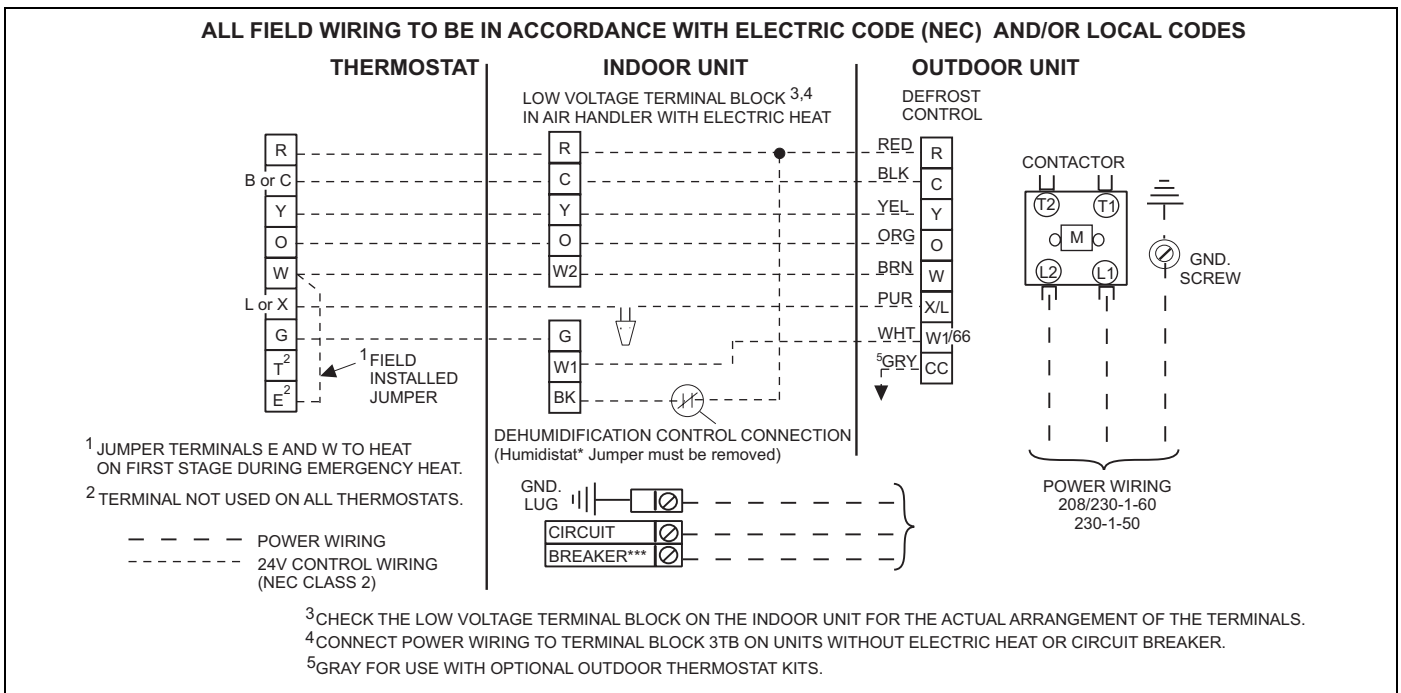 ALL FIELD WIRING TO BE IN ACCORDANCE WITH ELECTRIC CODE (NEC) AND/OR LOCAL CODES
THERMOSTAT
INDOOR UNIT
OUTDOOR UNIT
LOW VOLTAGE TERMINAL BLOCK 3,4
IN AIR HANDLER WITH ELECTRIC HEAT
DEFROST
CONTROL
R
B or C
Y
O
W
L or X
G
T2
E2
1 FIELD
INSTALLED
JUMPER
R
C
Y
O
W2
G
W1
BK
RED
BLK
YEL
ORG
BRN
PUR
WHT
5GRY
R
C
Y
O
W
X/L
W1/66
CC
CONTACTOR
T2
T1
M
L2
L1
GND.
SCREW
DEHUMIDIFICATION CONTROL CONNECTION
(Humidistat* Jumper must be removed)
1 JUMPER TERMINALS E AND W TO HEAT
ON FIRST STAGE DURING EMERGENCY HEAT.
2 TERMINAL NOT USED ON ALL THERMOSTATS.
POWER WIRING
24V CONTROL WIRING
(NEC CLASS 2)
GND.
LUG
CIRCUIT
BREAKER***
POWER WIRING
208/230-1-60
230-1-50
3 CHECK THE LOW VOLTAGE TERMINAL BLOCK ON THE INDOOR UNIT FOR THE ACTUAL ARRANGEMENT OF THE TERMINALS.
4 CONNECT POWER WIRING TO TERMINAL BLOCK 3TB ON UNITS WITHOUT ELECTRIC HEAT OR CIRCUIT BREAKER.
5 GRAY FOR USE WITH OPTIONAL OUTDOOR THERMOSTAT KITS.